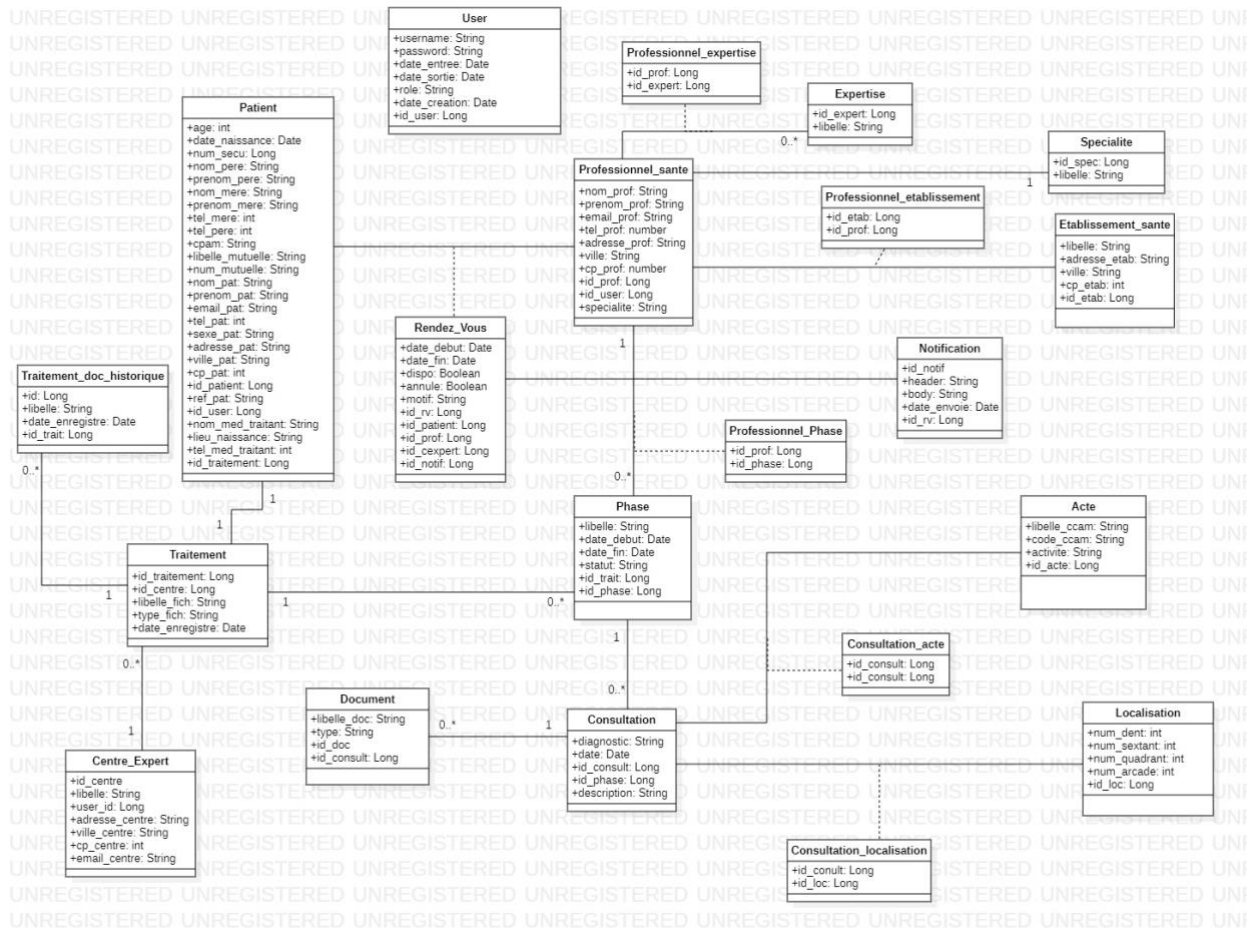 User
+username: String
+password: String
+date_entree: Date
+date_sortie: Date
+role: String
+date_creation: Date
+id_user: Long
Professionnel_expertise
+id_prof: Long
+id_expert: Long
Expertise
+id_expert: Long
+libelle: String
0..*
Patient
+age: int
+date_naissance: Date
+num_secu: Long
+nom_pere: String
+prenom_pere: String
+nom_mere: String
+prenom_mere: String
+tel_mere: int
+tel_pere: int
+cpam: String
+libelle_mutuelle: String
+num_mutuelle: String
+nom_pat: String
+prenom_pat: String
+email_pat: String
+tel_pat: int
+sexe_pat: String
+adresse_pat: String
+ville_pat: String
+cp_pat: int
+id_patient: Long
+ref_pat: String
+id_user: Long
+nom_med_traitant: String
+lieu_naissance: String
+tel_med_traitant: int
+id_traitement: Long
1
Professionnel_sante
+nom_prof: String
+prenom_prof: String
+email_prof: String
+tel_prof: number
+adresse_prof: String
+ville: String
+cp_prof: number
+id_prof: Long
+id_user: Long
+specialite: String
1
Specialite
+id_spec: Long
+libelle: String
1
Professionnel_etablissement
+id_etab: Long
+id_prof: Long
Etablissement_sante
+libelle: String
+adresse_etab: String
+ville: String
+cp_etab: int
+id_etab: Long
Rendez_Vous
+date_debut: Date
+date_fin: Date
+dispo: Boolean
+annule: Boolean
+motif: String
+id_rv: Long
+id_patient: Long
+id_prof: Long
+id_cexpert: Long
+id_notif: Long
Notification
+id_notif
+header: String
+body: String
+date_envoie: Date
+id_rv: Long
Traitement_doc_historique
+id: Long
+libelle: String
+date_enregistre: Date
+id_trait: Long
0..*
Professionnel_Phase
+id_prof: Long
+id_phase: Long
0..*
Phase
+libelle: String
+date_debut: Date
+date_fin: Date
+statut: String
+id_trait: Long
+id_phase: Long
1
Acte
+libelle_ccam: String
+code_ccam: String
+activite: String
+id_acte: Long
1
Traitement
+id_traitement: Long
+id_centre: Long
+libelle_fich: String
+type_fich: String
+date_enregistre: Date
1
1
0..*
0..*
Consultation_acte
+id_consult: Long
+id_consult: Long
0..*
Document
+libelle_doc: String
+type: String
+id_doc
+id_consult: Long
0..*
1
Consultation
+diagnostic: String
+date: Date
+id_consult: Long
+id_phase: Long
+description: String
Localisation
+num_dent: int
+num_sextant: int
+num_quadrant: int
+num_arcade: int
+id_loc: Long
1
Centre_Expert
+id_centre
+libelle: String
+user_id: Long
+adresse_centre: String
+ville_centre: String
+cp_centre: int
+email_centre: String
Consultation_localisation
+id_conult: Long
+id_loc: Long